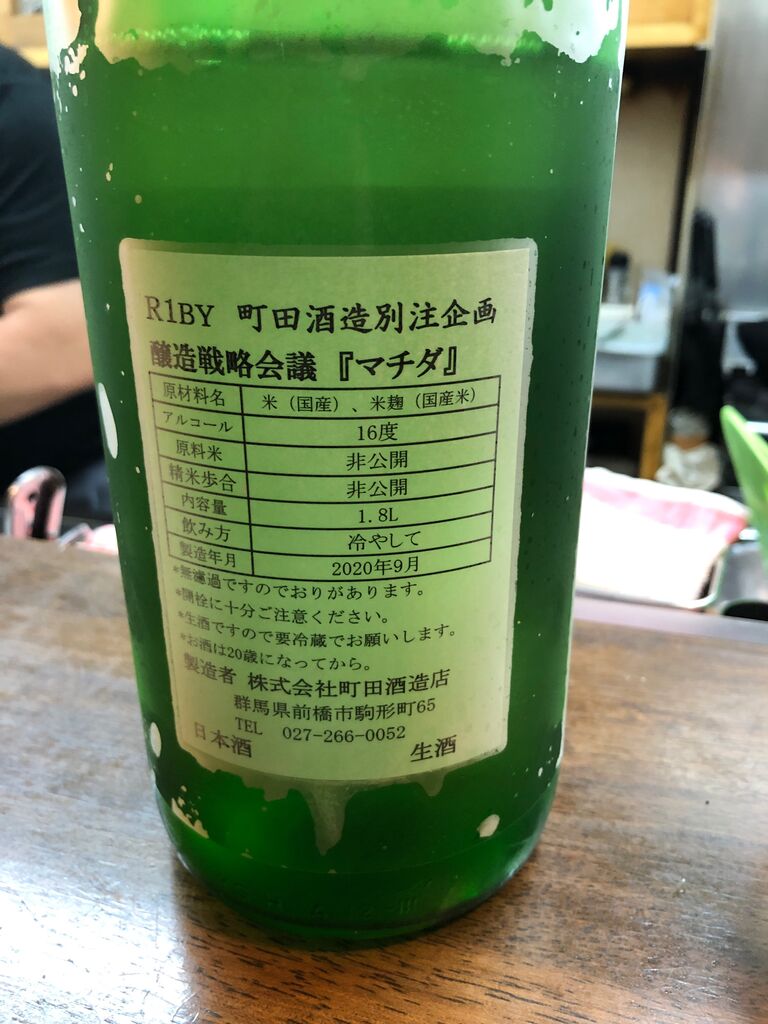 R1BY 町田酒造別注企画
醸造戦略会議『マチダ』
原材料名 米（国産）、米麹（国産米）
アルコール 16度
原料米 非公開
精米歩合 非公開
内容量 1.8L
飲み方 冷やして
製造年月 2020年9月
*無濾過ですのでおりがあります。
*開栓に十分ご注意ください。
*生酒ですので要冷蔵でお願いします。
*お酒は20歳になってから。
製造者 株式会社町田酒造店
群馬県前橋市駒形町65
TEL 027-266-0052
日本酒 生酒